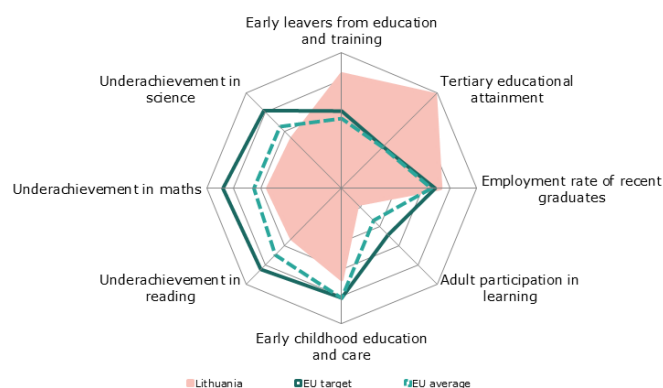 Early leavers from education
and training
Underachievement in
science
Tertiary educational
attainment
Underachievement in maths
Employment rate of recent
graduates
Underachievement in
reading
Adult participation in
learning
Early childhood education
and care
Lithuania
EU target
EU average